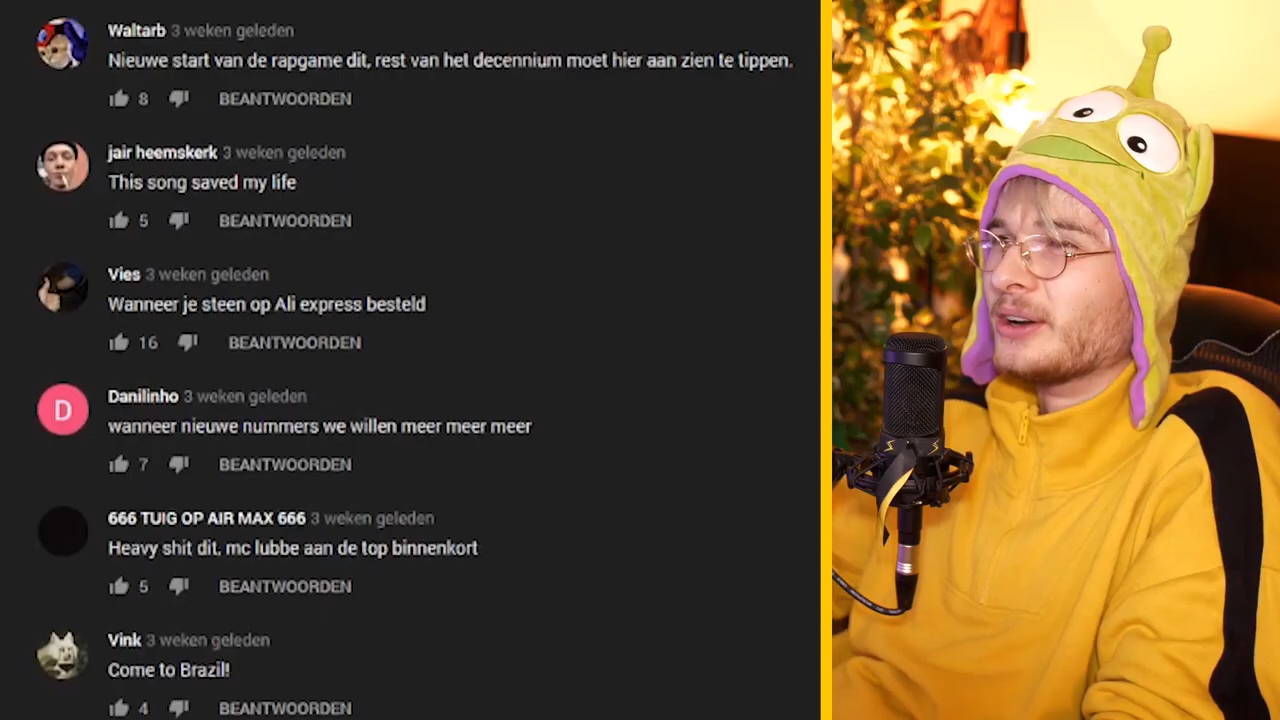 Waltarb 3 weken geleden
Nieuwe start van de rapgame dit, rest van het decennium moet hier aan zien te tippen.
8 BEANTWOORDEN
jair heemskerk 3 weken geleden
This song saved my life
5 BEANTWOORDEN
Vies 3 weken geleden
Wanneer je steen op Ali express besteld
16 BEANTWOORDEN
D
Danilinho 3 weken geleden
wanneer nieuwe nummers we willen meer meer meer
7 BEANTWOORDEN
666 TUIG OP AIR MAX 666 3 weken geleden
Heavy shit dit, mc lubbe aan de top binnenkort
5 BEANTWOORDEN
Vink 3 weken geleden
Come to Brazil!
4 BEANTWOORDEN